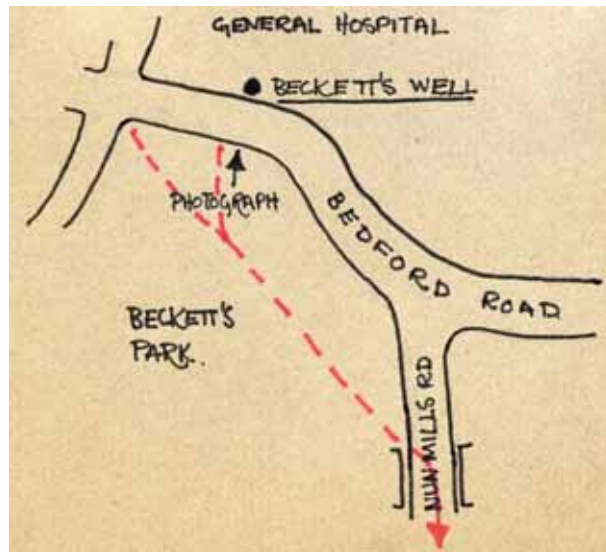 GENERAL HOSPITAL
BECKETT'S WELL
PHOTOGRAPH
BEDFORD ROAD
BECKETT'S
PARK.
NUN MILLS RD